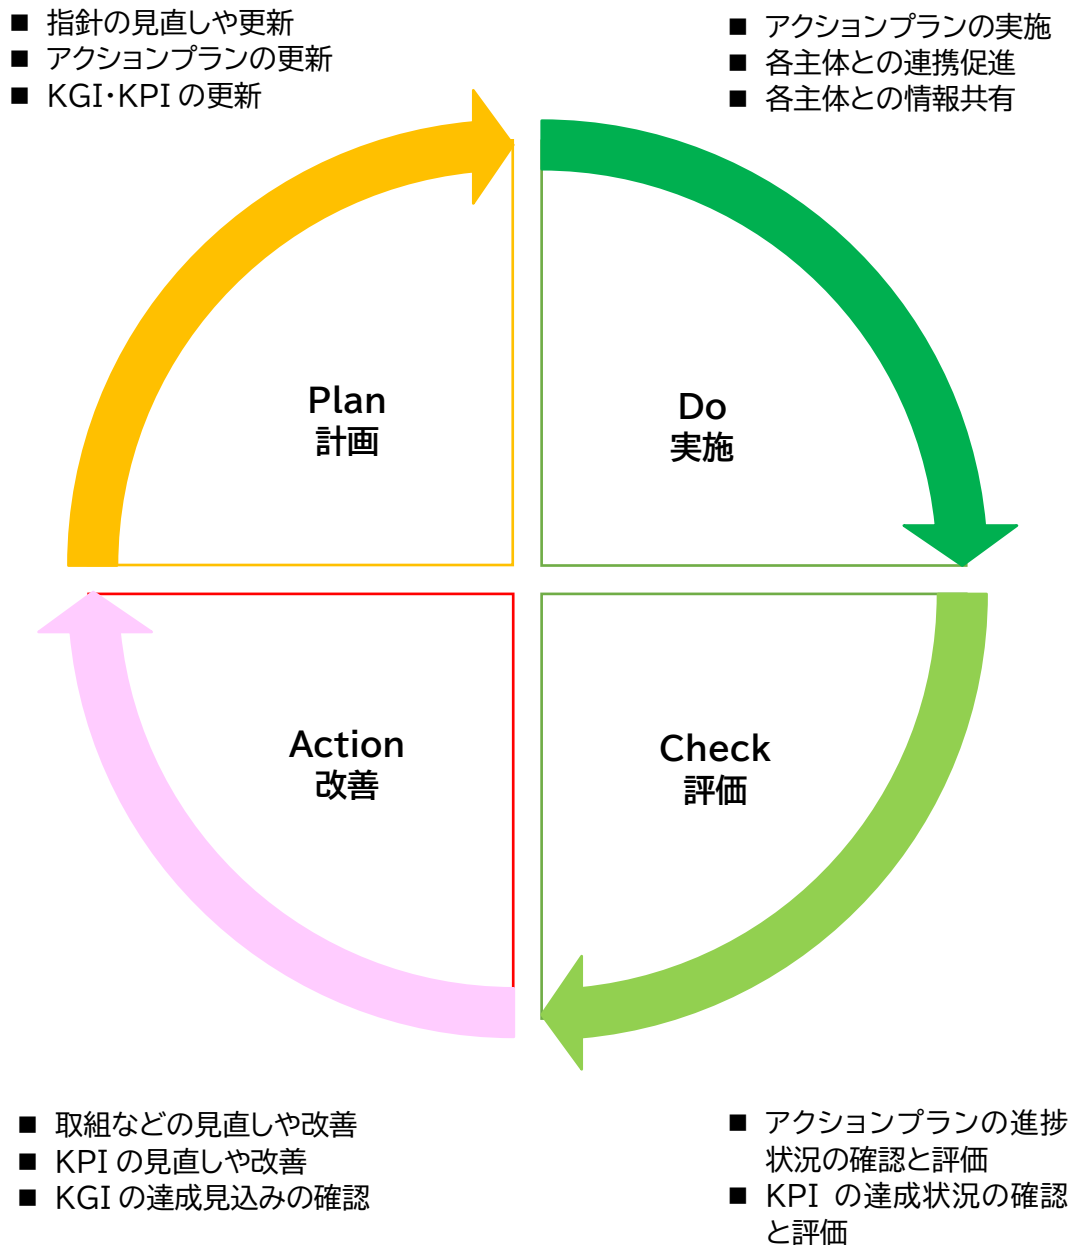 ■ 指針の見直しや更新
■ アクションプランの更新
■ KGI・KPI の更新
■ アクションプランの実施
■ 各主体との連携促進
■ 各主体との情報共有
Plan
計画
Do
実施
Action
改善
Check
評価
■ 取組などの見直しや改善
■ KPI の見直しや改善
■ KGI の達成見込みの確認
■ アクションプランの進捗
状況の確認と評価
■ KPI の達成状況の確認
と評価